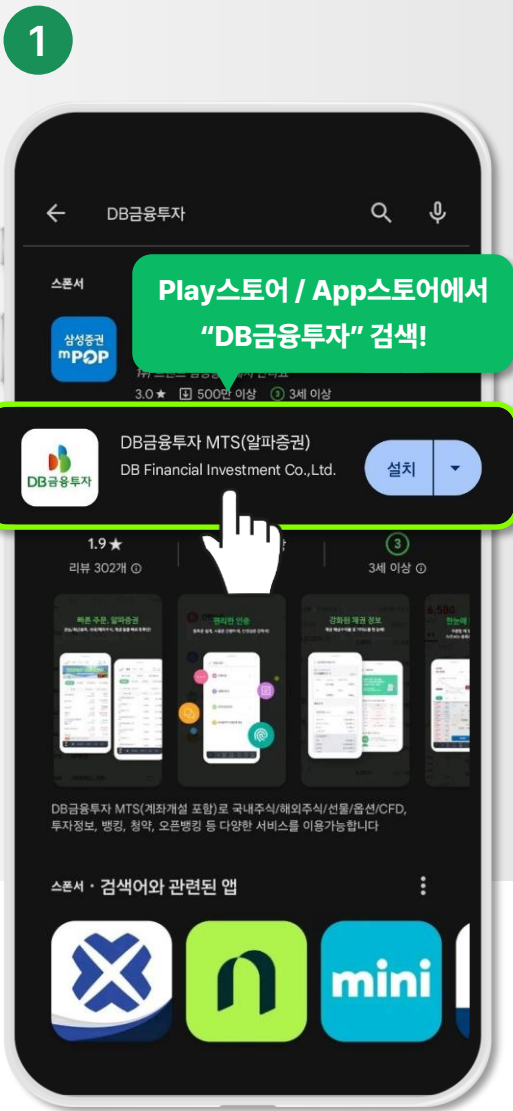 1
DB금융투자
스폰서
Play스토어 / App스토어에서
“DB금융투자” 검색!
삼성증권
mPOP
3.0★ 500만 이상 ③ 3세 이상
DB금융투자 MTS(알파증권)
DB Financial Investment Co.,Ltd.
설치
DB금융투자
1.9★
③
리뷰 302개
3세 이상
빠른 주문, 알파증권
편리한 인증
강화된 채권 정보
한눈에
DB금융투자 MTS(계좌개설 포함)로 국내주식/해외주식/선물/옵션/CFD,
투자정보, 뱅킹, 청약, 오픈뱅킹 등 다양한 서비스를 이용가능합니다
스폰서 · 검색어와 관련된 앱
mini